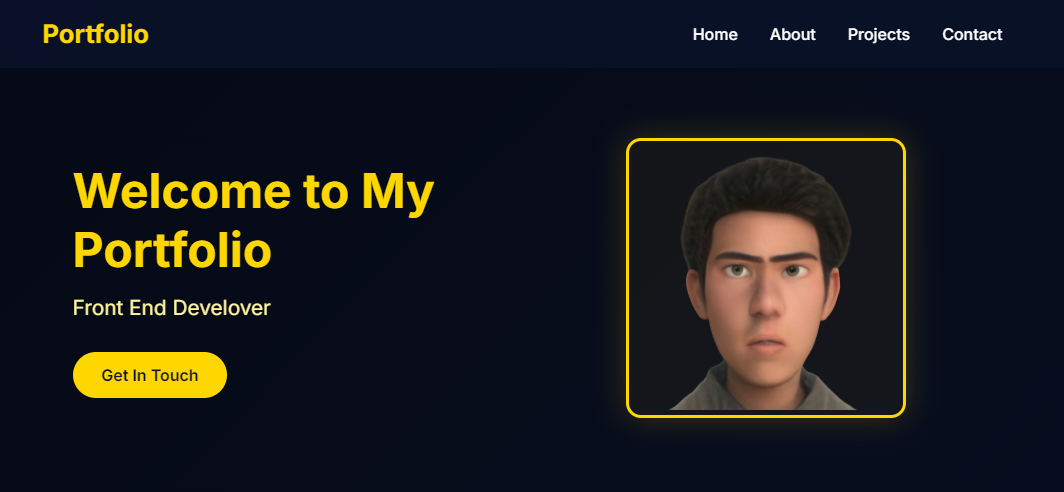 Portfolio
Home About Projects Contact
Welcome to My
Portfolio
Front End Develover
Get In Touch